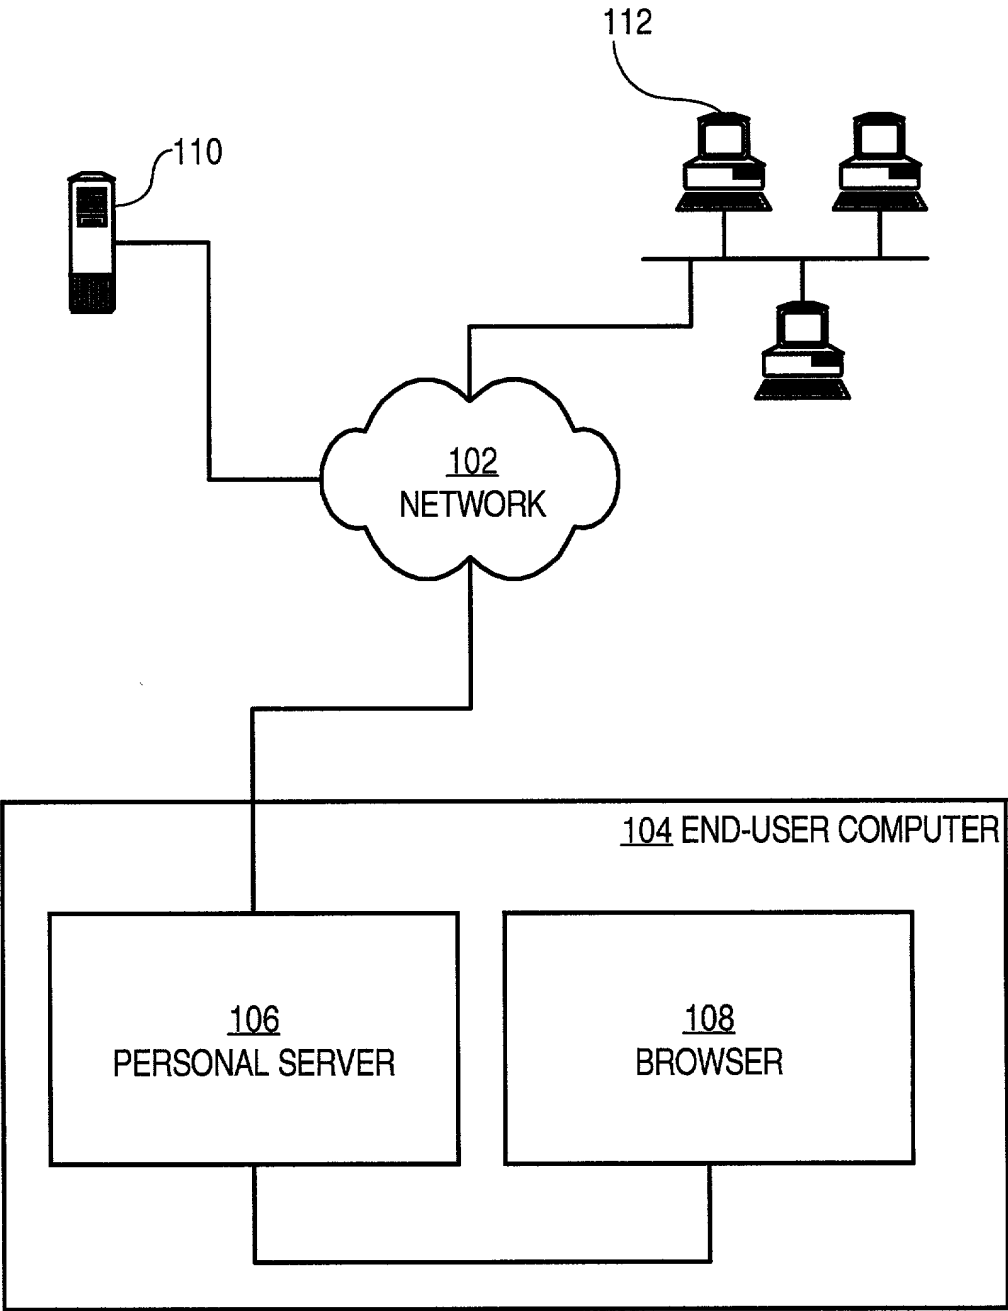 112
110
102
NETWORK
104 END-USER COMPUTER
106
PERSONAL SERVER
108
BROWSER